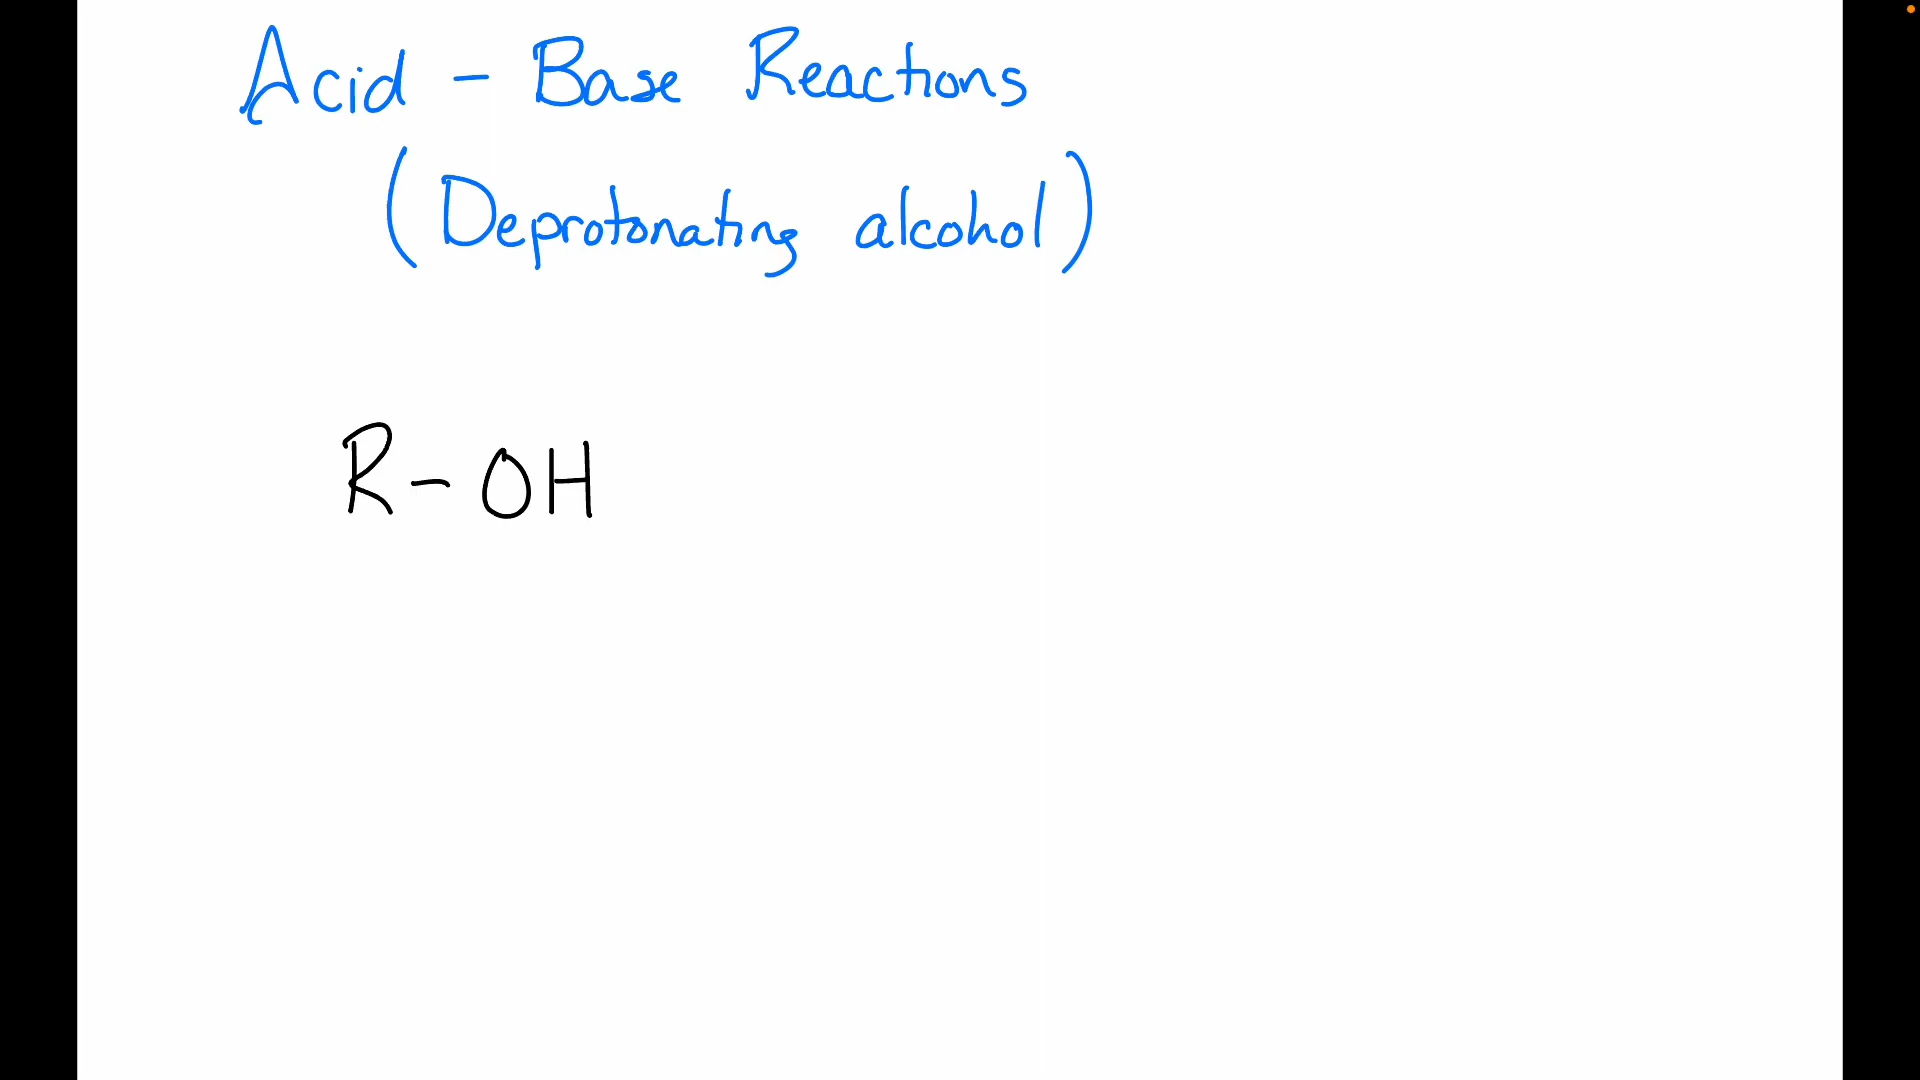 Acid - Base Reactions
(Deprotonating alcohol)
R-OH